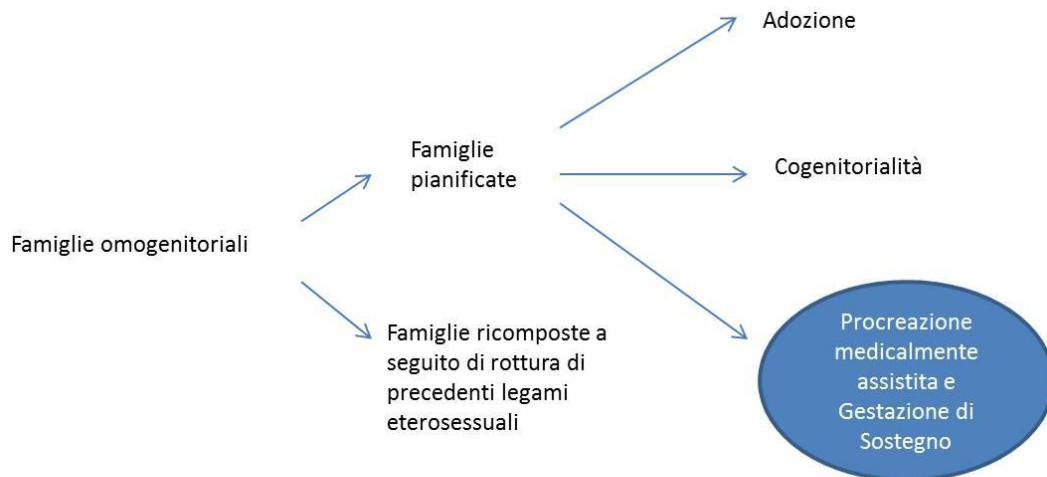 Adozione
Famiglie
pianificate
Cogenitorialità
Famiglie omogenitoriali
Famiglie ricomposte a
seguito di rottura di
precedenti legami
eterosessuali
Procreazione
medicalmente
assistita e
Gestazione di
Sostegno